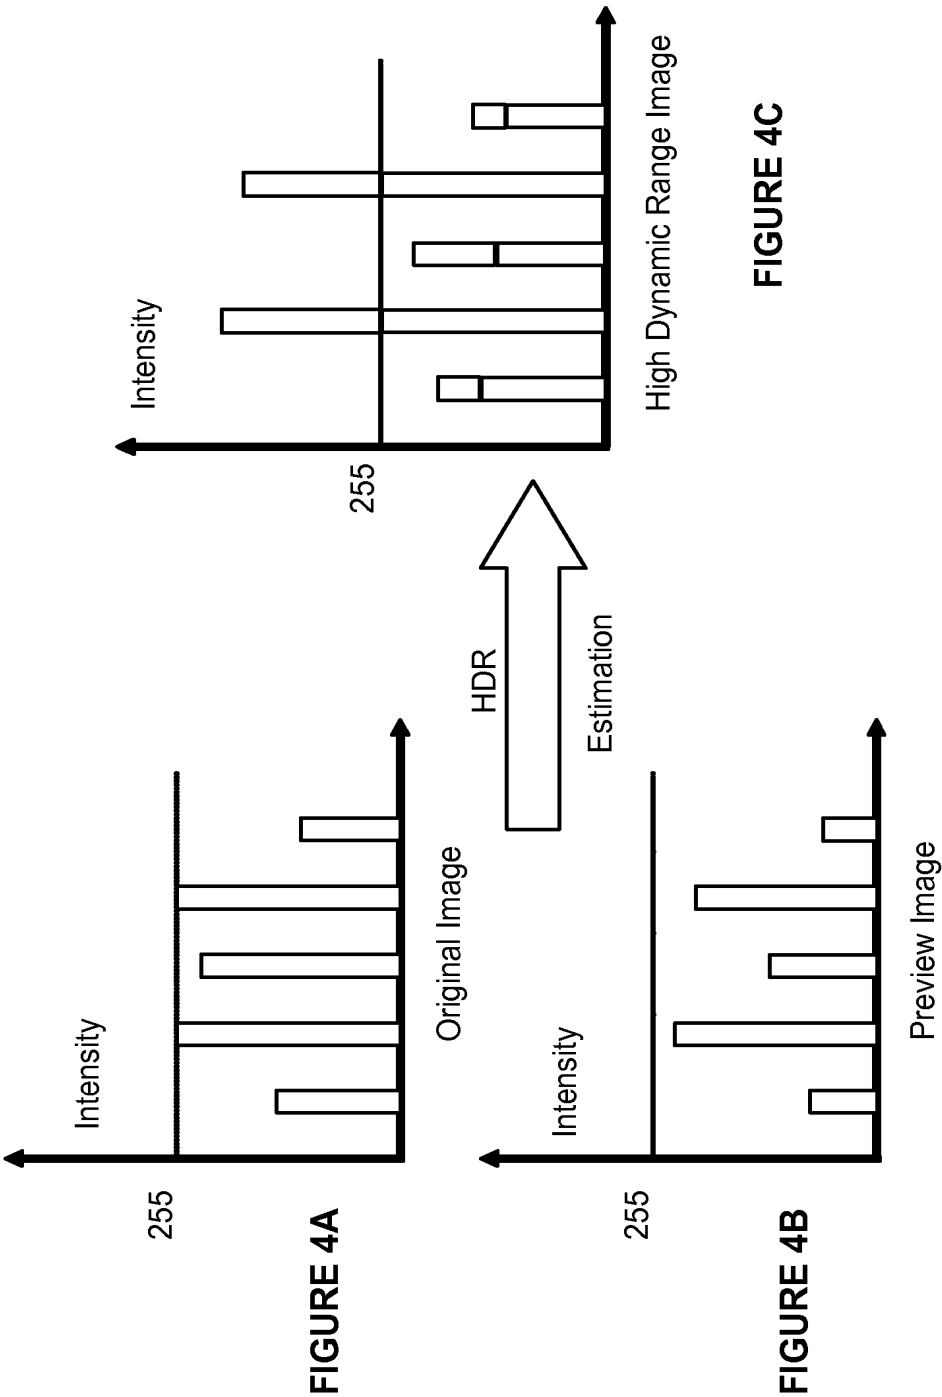 Intensity
255
Original Image
FIGURE 4A
Intensity
255
Preview Image
FIGURE 4B
HDR
Estimation
Intensity
255
High Dynamic Range Image
FIGURE 4C